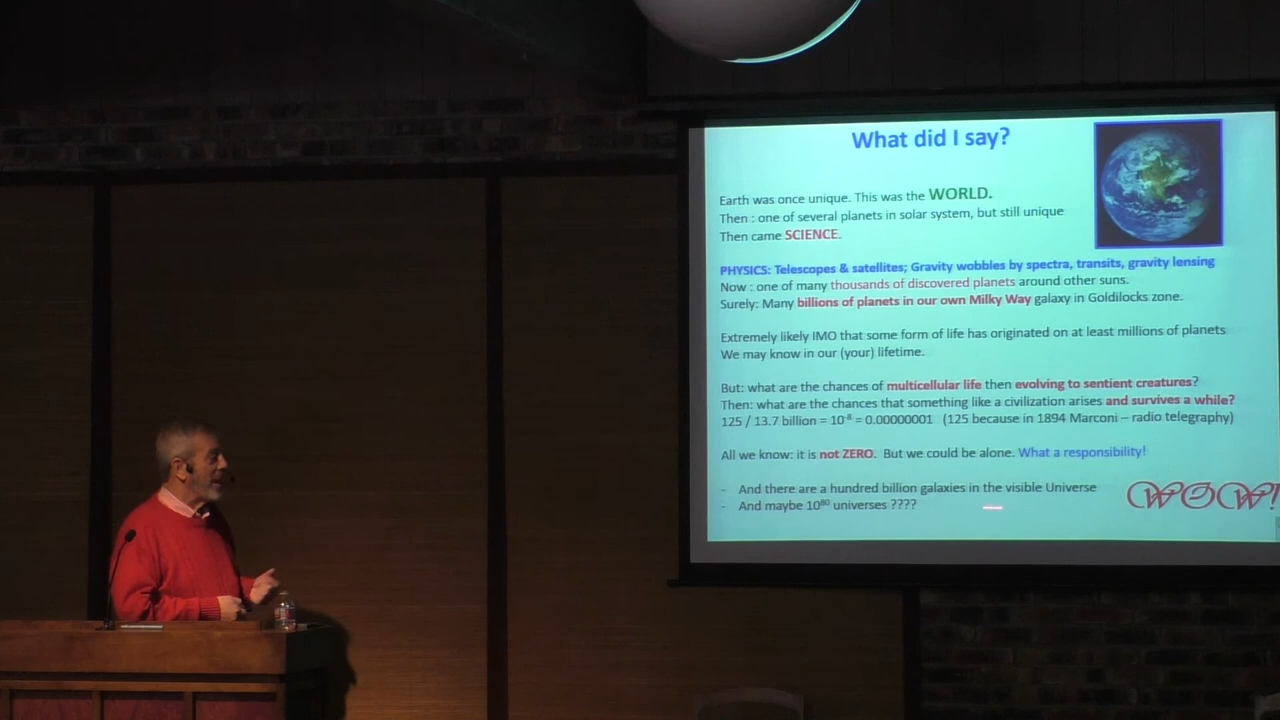 What did I say?
Earth was once unique. This was the WORLD.
Then : one of several planets in solar system, but still unique
Then came SCIENCE.
PHYSICS: Telescopes & satellites; Gravity wobbles by spectra, transits, gravity lensing
Now : one of many thousands of discovered planets around other suns.
Surely: Many billions of planets in our own Milky Way galaxy in Goldilocks zone.
Extremely likely IMO that some form of life has originated on at least millions of planets
We may know in our (your) lifetime.
But: what are the chances of multicellular life then evolving to sentient creatures?
Then: what are the chances that something like a civilization arises and survives a while?
125 / 13.7 billion = 10⁻⁸ = 0.00000001 (125 because in 1894 Marconi – radio telegraphy)
All we know: it is not ZERO. But we could be alone. What a responsibility!
- And there are a hundred billion galaxies in the visible Universe
- And maybe 10⁸⁰ universes ????
WOW!